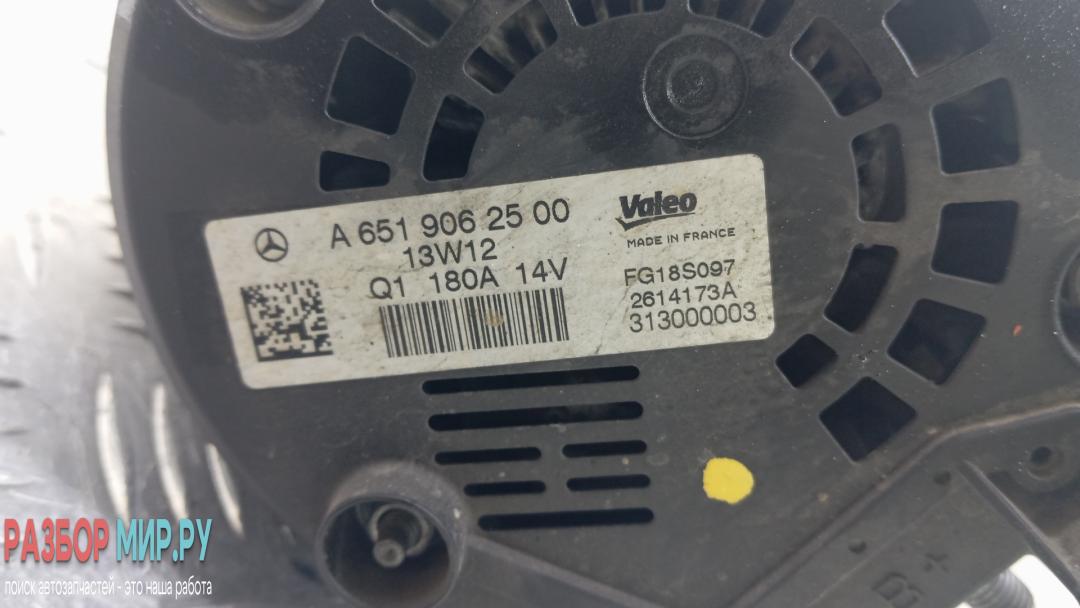 A 651 906 25 00
13W12
Q1 180A 14V
Valeo
MADE IN FRANCE
FG18S097
2614173A
313000003
B+
РАЗБОР МИР.РУ
поиск автозапчастей - это наша работа